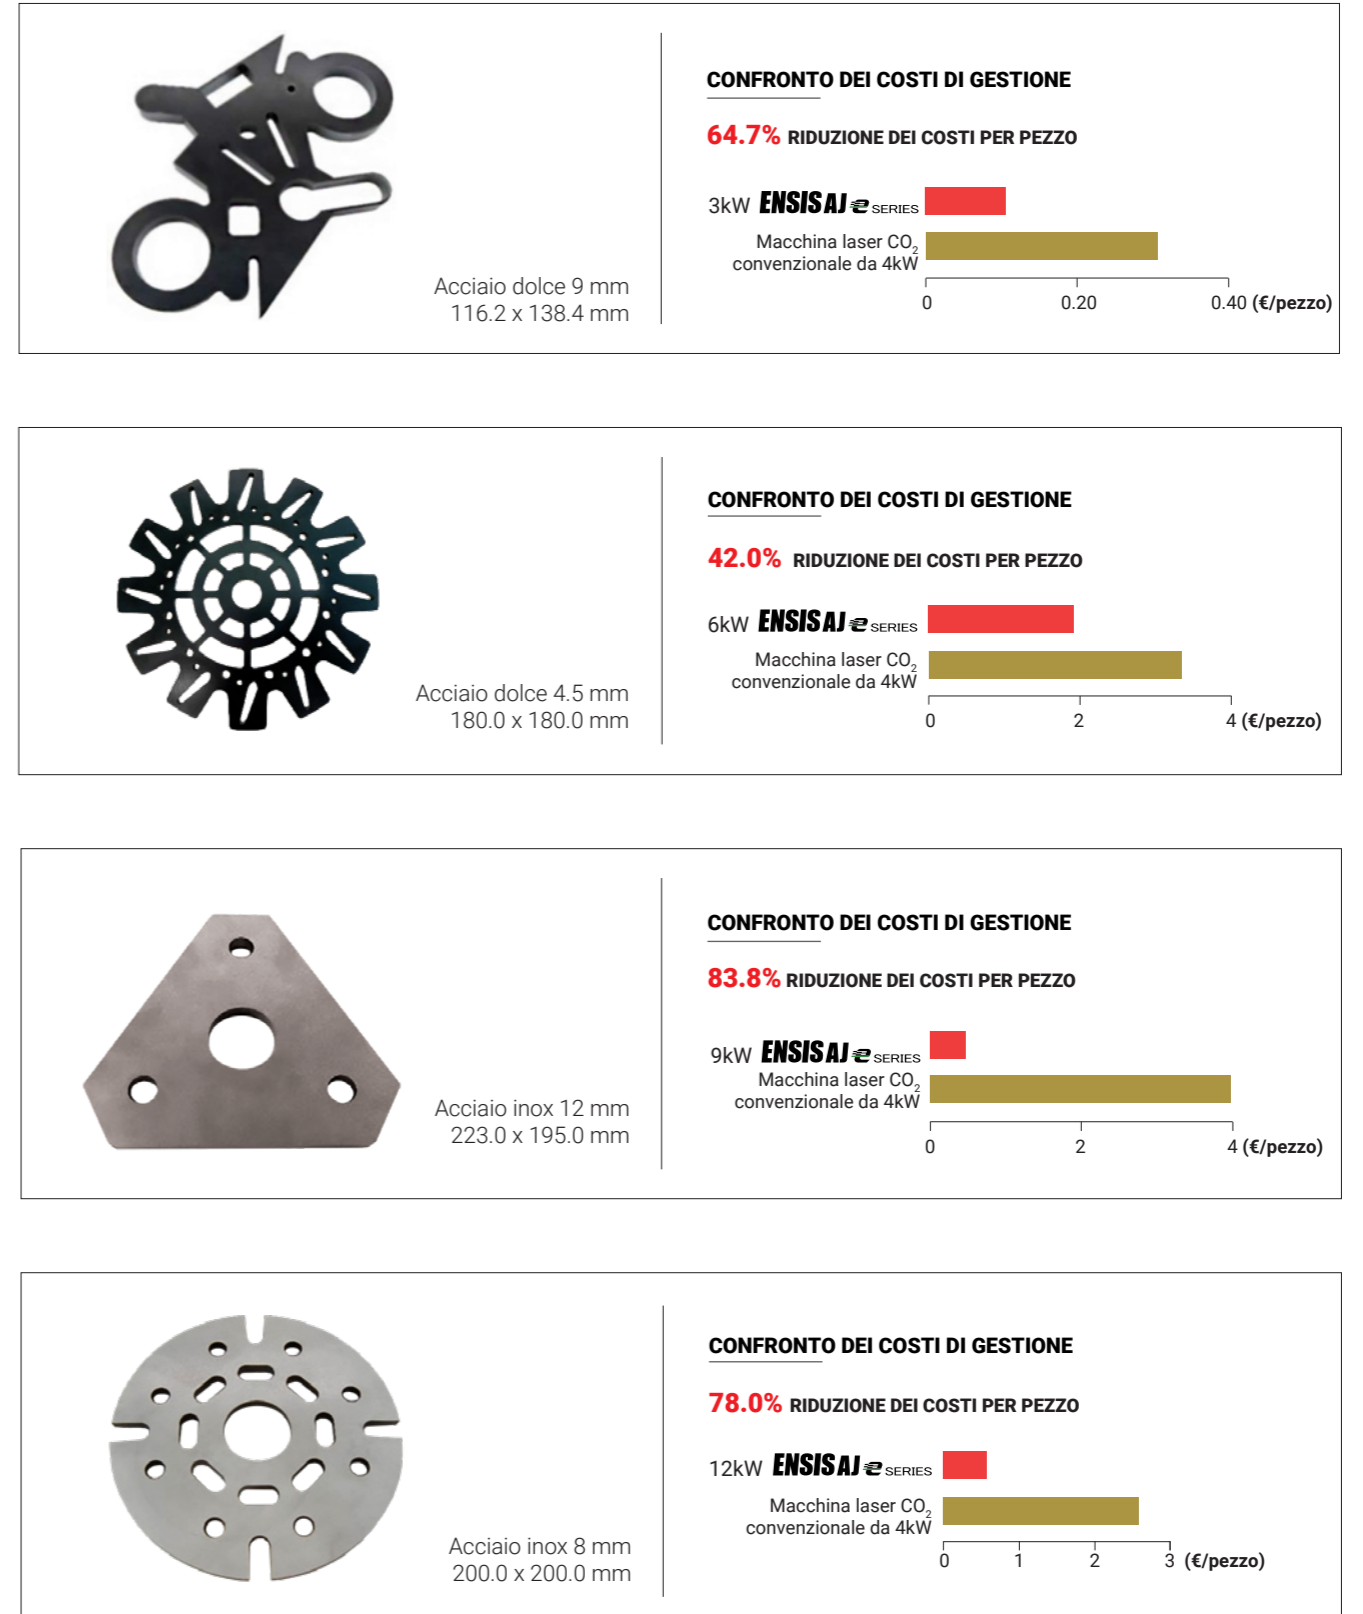 Acciaio dolce 9 mm
116.2 x 138.4 mm
CONFRONTO DEI COSTI DI GESTIONE
64.7% RIDUZIONE DEI COSTI PER PEZZO
3kW ENSIS AJ e SERIES
Macchina laser CO₂
convenzionale da 4kW
0 0.20 0.40 (€/pezzo)
Acciaio dolce 4.5 mm
180.0 x 180.0 mm
CONFRONTO DEI COSTI DI GESTIONE
42.0% RIDUZIONE DEI COSTI PER PEZZO
6kW ENSIS AJ e SERIES
Macchina laser CO₂
convenzionale da 4kW
0 2 4 (€/pezzo)
Acciaio inox 12 mm
223.0 x 195.0 mm
CONFRONTO DEI COSTI DI GESTIONE
83.8% RIDUZIONE DEI COSTI PER PEZZO
9kW ENSIS AJ e SERIES
Macchina laser CO₂
convenzionale da 4kW
0 2 4 (€/pezzo)
Acciaio inox 8 mm
200.0 x 200.0 mm
CONFRONTO DEI COSTI DI GESTIONE
78.0% RIDUZIONE DEI COSTI PER PEZZO
12kW ENSIS AJ e SERIES
Macchina laser CO₂
convenzionale da 4kW
0 1 2 3 (€/pezzo)